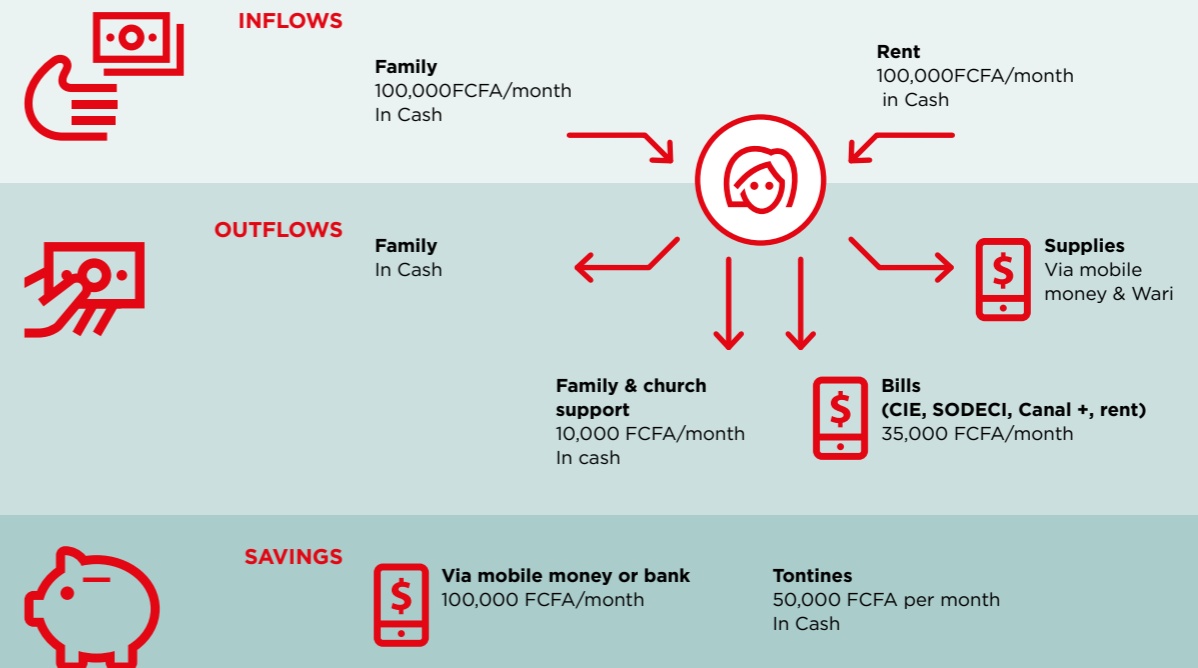 INFLOWS
Family
100,000FCFA/month
In Cash
Rent
100,000FCFA/month
in Cash
OUTFLOWS
Family
In Cash
$
Supplies
Via mobile
money & Wari
Family & church
support
10,000 FCFA/month
In cash
$
Bills
(CIE, SODECI, Canal +, rent)
35,000 FCFA/month
SAVINGS
$
Via mobile money or bank
100,000 FCFA/month
Tontines
50,000 FCFA per month
In Cash